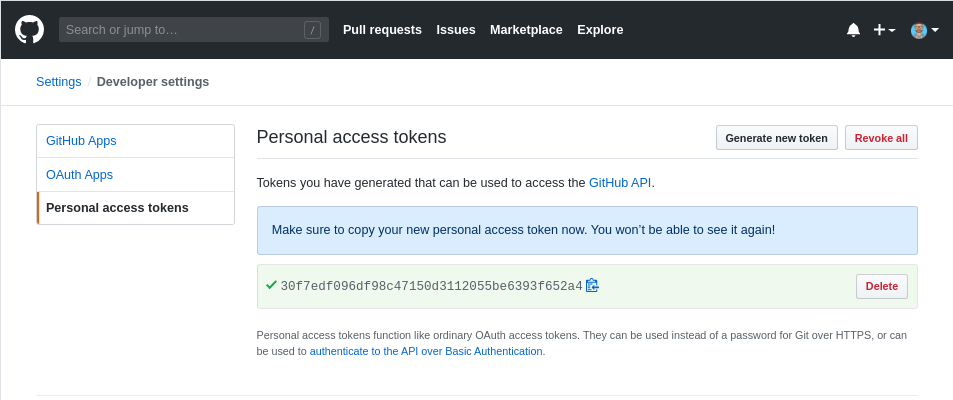 Search or jump to… / Pull requests Issues Marketplace Explore
Settings / Developer settings
GitHub Apps
OAuth Apps
Personal access tokens
Personal access tokens Generate new token Revoke all
Tokens you have generated that can be used to access the GitHub API.
Make sure to copy your new personal access token now. You won’t be able to see it again!
30f7edf096df98c47150d3112055be6393f652a4 Delete
Personal access tokens function like ordinary OAuth access tokens. They can be used instead of a password for Git over HTTPS, or can
be used to authenticate to the API over Basic Authentication.